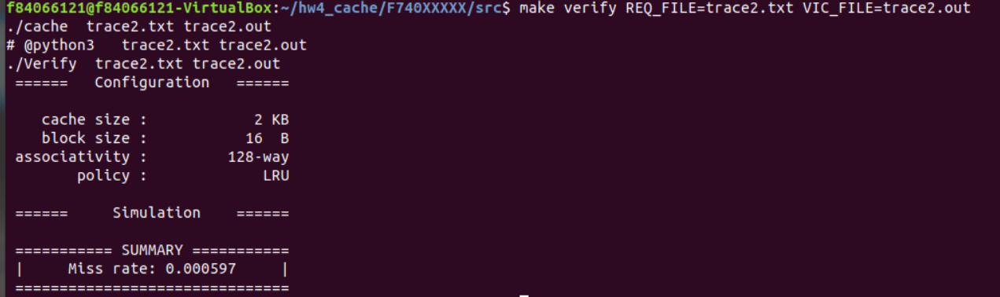 f84066121@f84066121-VirtualBox:~/hw4_cache/F740XXXXX/src$ make verify REQ_FILE=trace2.txt VIC_FILE=trace2.out
./cache  trace2.txt trace2.out
# @python3   trace2.txt trace2.out
./Verify  trace2.txt trace2.out
======   Configuration   ======
cache size :            2 KB
block size :           16  B
associativity :         128-way
policy :              LRU
======     Simulation    ======
=========== SUMMARY ===========
|     Miss rate: 0.000597     |
===============================